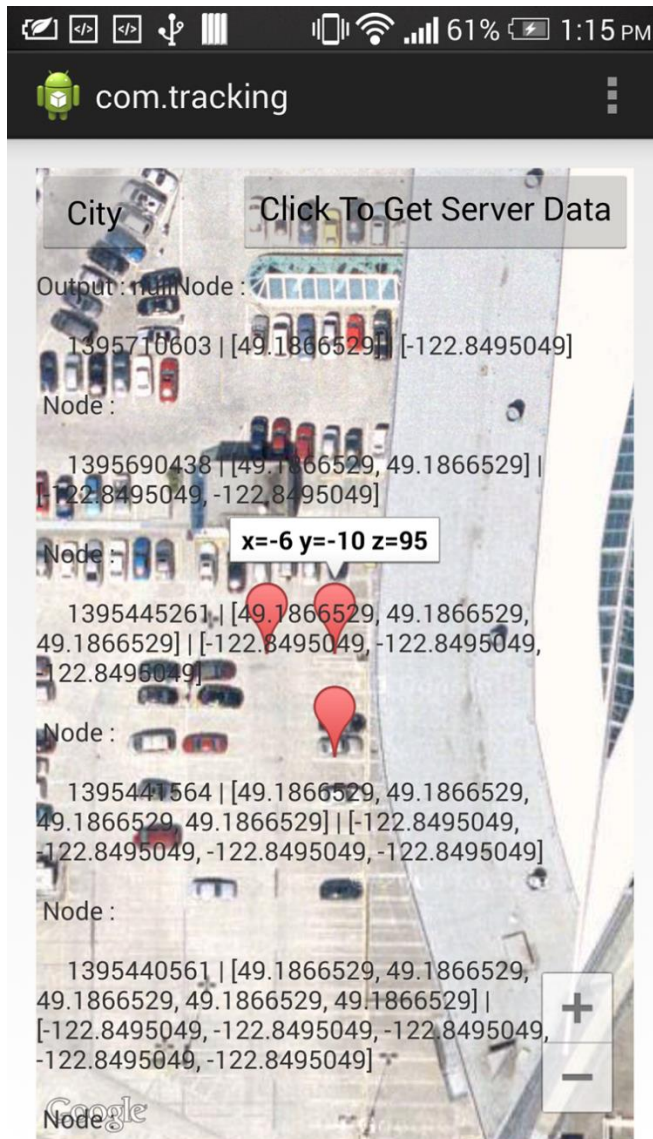 61% 1:15 PM
com.tracking
City
Click To Get Server Data
Output : nullNode :
1395710603 | [49.1866529] | [-122.8495049]
Node :
1395690438 | [49.1866529, 49.1866529] |
[-122.8495049, -122.8495049]
x=-6 y=-10 z=95
Node :
1395445261 | [49.1866529, 49.1866529,
49.1866529] | [-122.8495049, -122.8495049,
-122.8495049]
Node :
1395441564 | [49.1866529, 49.1866529,
49.1866529, 49.1866529] | [-122.8495049,
-122.8495049, -122.8495049, -122.8495049]
Node :
1395440561 | [49.1866529, 49.1866529,
49.1866529, 49.1866529, 49.1866529] |
[-122.8495049, -122.8495049, -122.8495049,
-122.8495049, -122.8495049]
+
−
Google
Node :